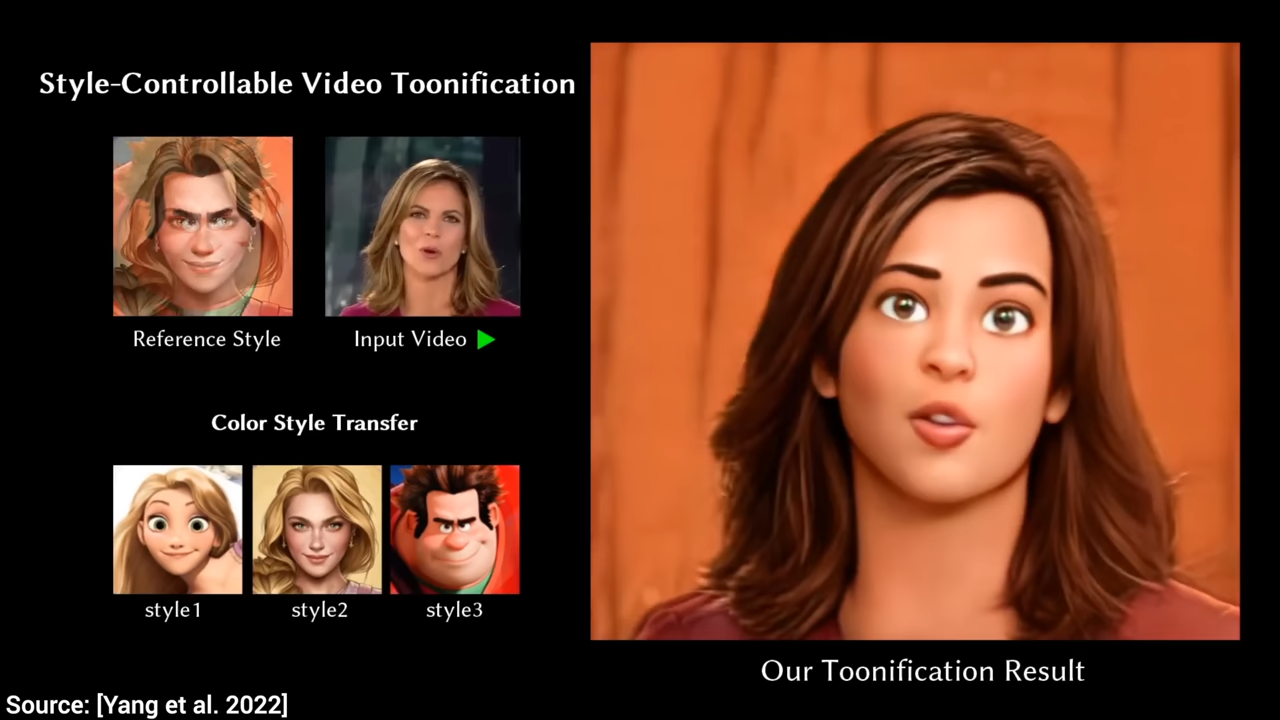 Style-Controllable Video Toonification
Reference Style
Input Video
Color Style Transfer
style1
style2
style3
Our Toonification Result
Source: [Yang et al. 2022]